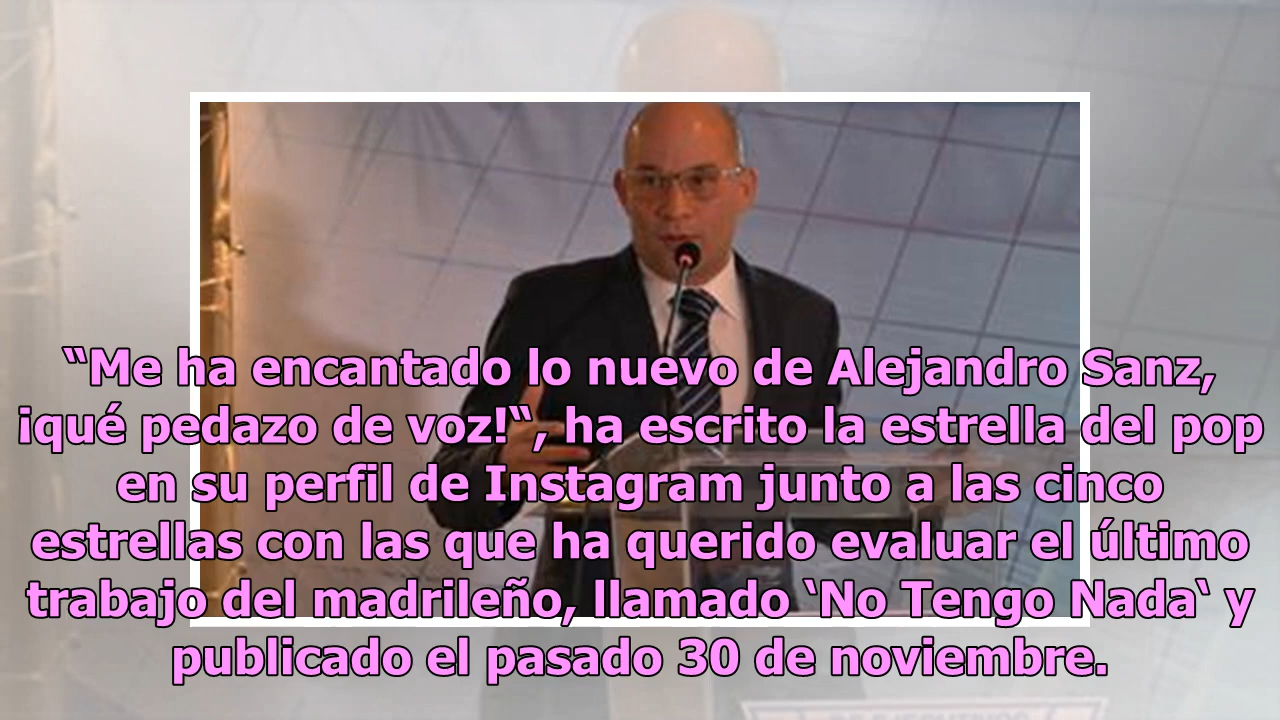 “Me ha encantado lo nuevo de Alejandro Sanz,
¡qué pedazo de voz!“, ha escrito la estrella del pop
en su perfil de Instagram junto a las cinco
estrellas con las que ha querido evaluar el último
trabajo del madrileño, llamado ‘No Tengo Nada‘ y
publicado el pasado 30 de noviembre.